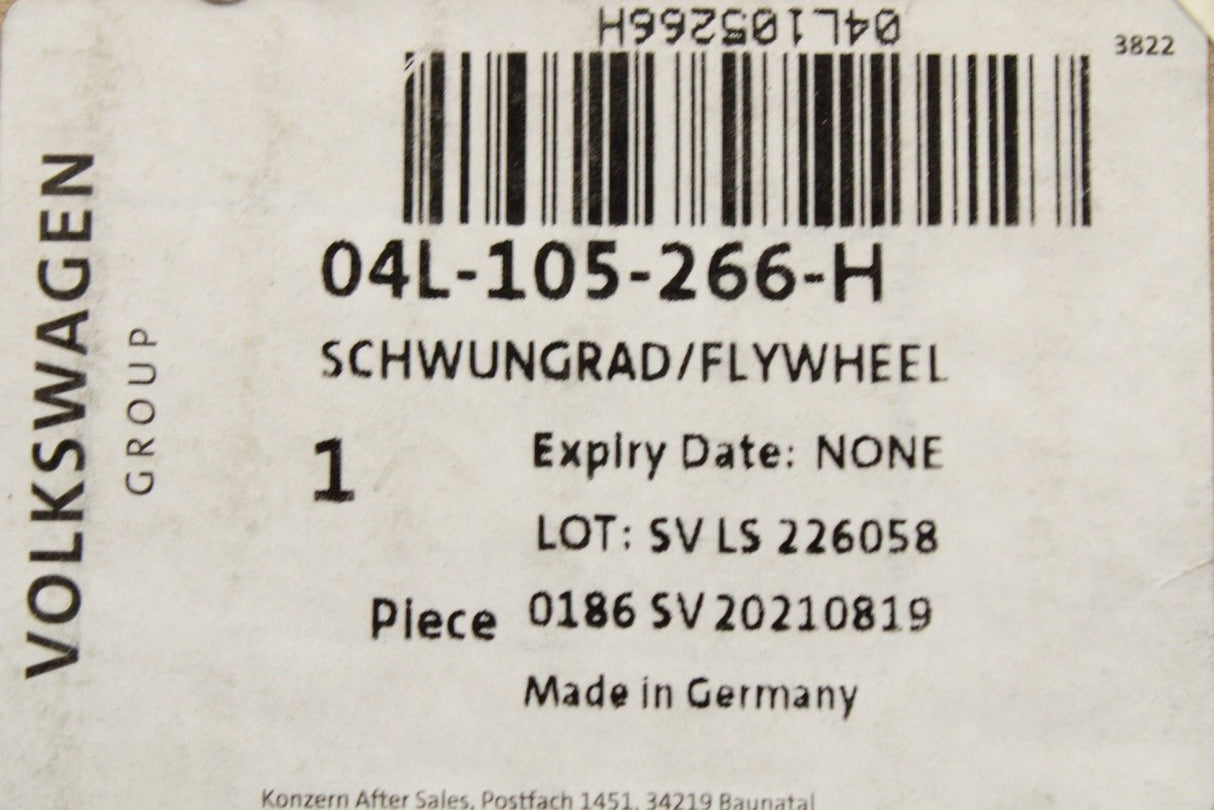 04L105266H
3822
04L-105-266-H
SCHWUNGRAD/FLYWHEEL
1
Expiry Date: NONE
LOT: SV LS 226058
Piece
0186 SV 20210819
Made in Germany
VOLKSWAGEN
GROUP
Konzern After Sales, Postfach 1451, 34219 Baunatal